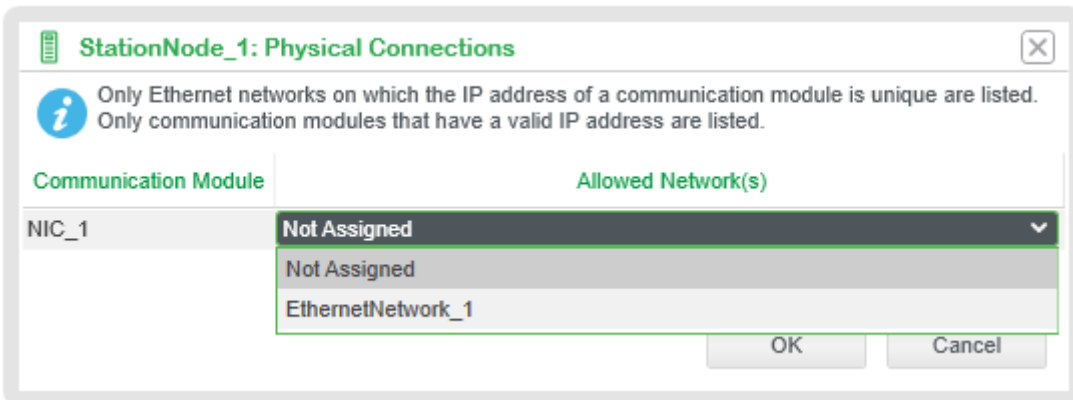 StationNode_1: Physical Connections
Only Ethernet networks on which the IP address of a communication module is unique are listed.
Only communication modules that have a valid IP address are listed.
Communication Module Allowed Network(s)
NIC_1 Not Assigned
Not Assigned
EthernetNetwork_1
OK Cancel